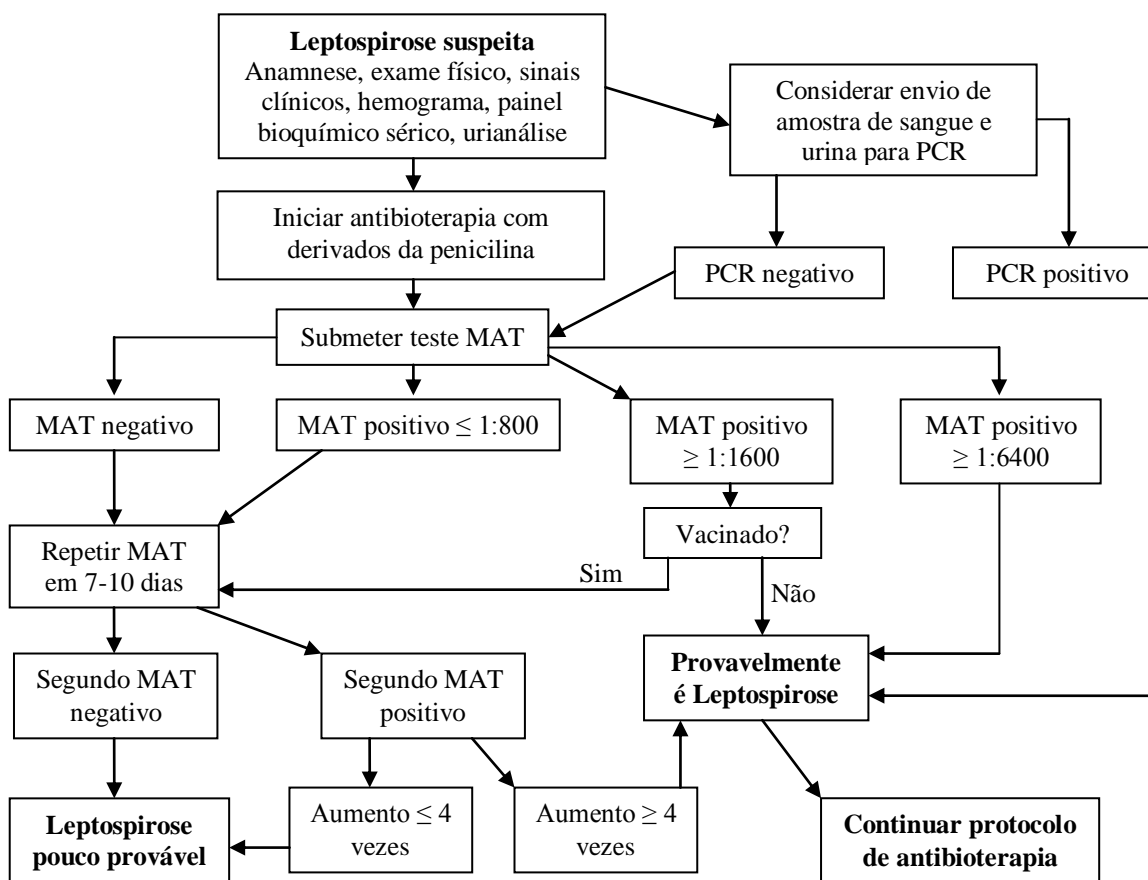 Leptospirose suspeita
Anamnese, exame físico, sinais
clínicos, hemograma, painel
bioquímico sérico, urianálise
Considerar envio de
amostra de sangue e
urina para PCR
Iniciar antibioterapia com
derivados da penicilina
PCR negativo
PCR positivo
Submeter teste MAT
MAT negativo
MAT positivo ≤ 1:800
MAT positivo
≥ 1:1600
MAT positivo
≥ 1:6400
Vacinado?
Repetir MAT
em 7-10 dias
Sim
Não
Segundo MAT
negativo
Segundo MAT
positivo
Provavelmente
é Leptospirose
Leptospirose
pouco provável
Aumento ≤ 4
vezes
Aumento ≥ 4
vezes
Continuar protocolo
de antibioterapia